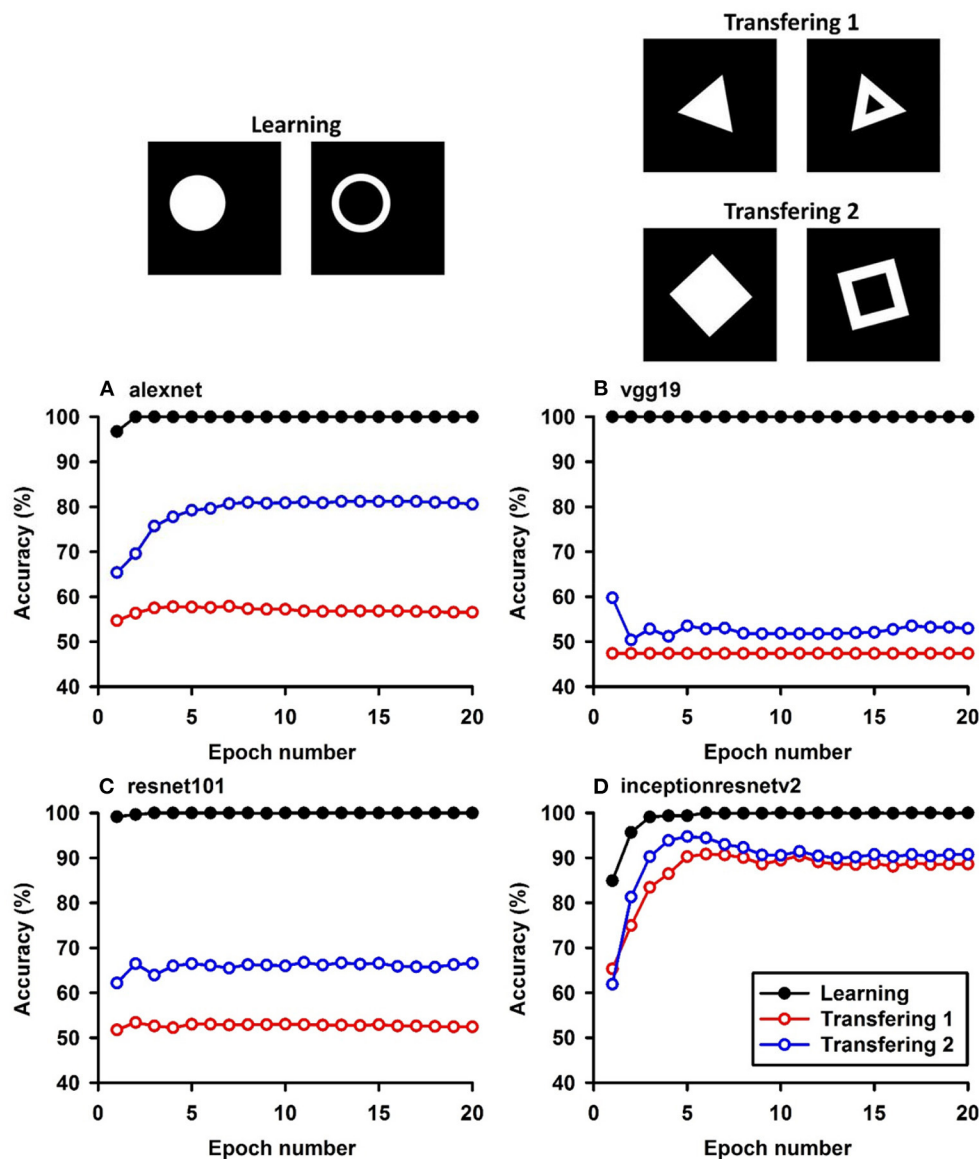 Transfering 1
Learning
Transfering 2
A alexnet
100
90
80
70
60
50
40
Accuracy (%)
0 5 10 15 20
Epoch number
B vgg19
100
90
80
70
60
50
40
Accuracy (%)
0 5 10 15 20
Epoch number
C resnet101
100
90
80
70
60
50
40
Accuracy (%)
0 5 10 15 20
Epoch number
D inceptionresnetv2
100
90
80
70
60
50
40
Accuracy (%)
Learning
Transfering 1
Transfering 2
0 5 10 15 20
Epoch number